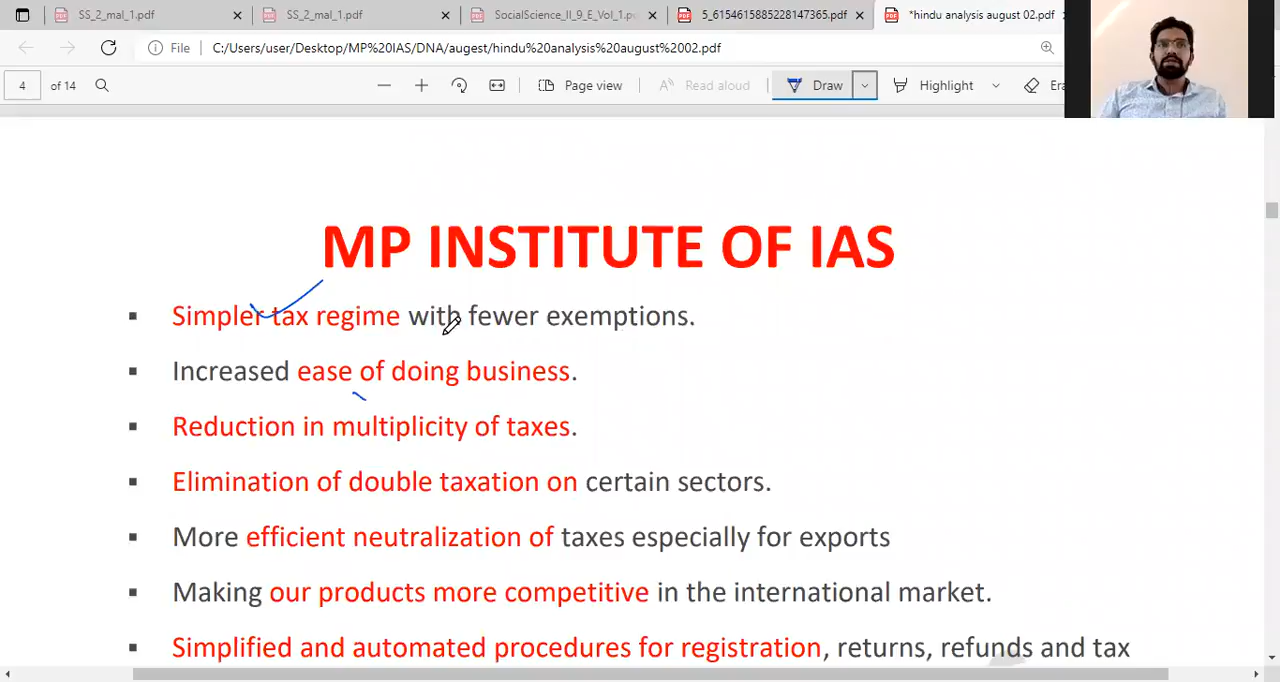 SS_2_mal_1.pdf
SS_2_mal_1.pdf
SocialScience_II_9_E_Vol_1.p
5_6154615885228147365.pdf
*hindu analysis august 02.pdf
File
C:/Users/user/Desktop/MP%20IAS/DNA/augest/hindu%20analysis%20august%2002.pdf
4 of 14
Page view
Read aloud
Draw
Highlight
Era
MP INSTITUTE OF IAS
▪ Simpler tax regime with fewer exemptions.
▪ Increased ease of doing business.
▪ Reduction in multiplicity of taxes.
▪ Elimination of double taxation on certain sectors.
▪ More efficient neutralization of taxes especially for exports
▪ Making our products more competitive in the international market.
▪ Simplified and automated procedures for registration, returns, refunds and tax